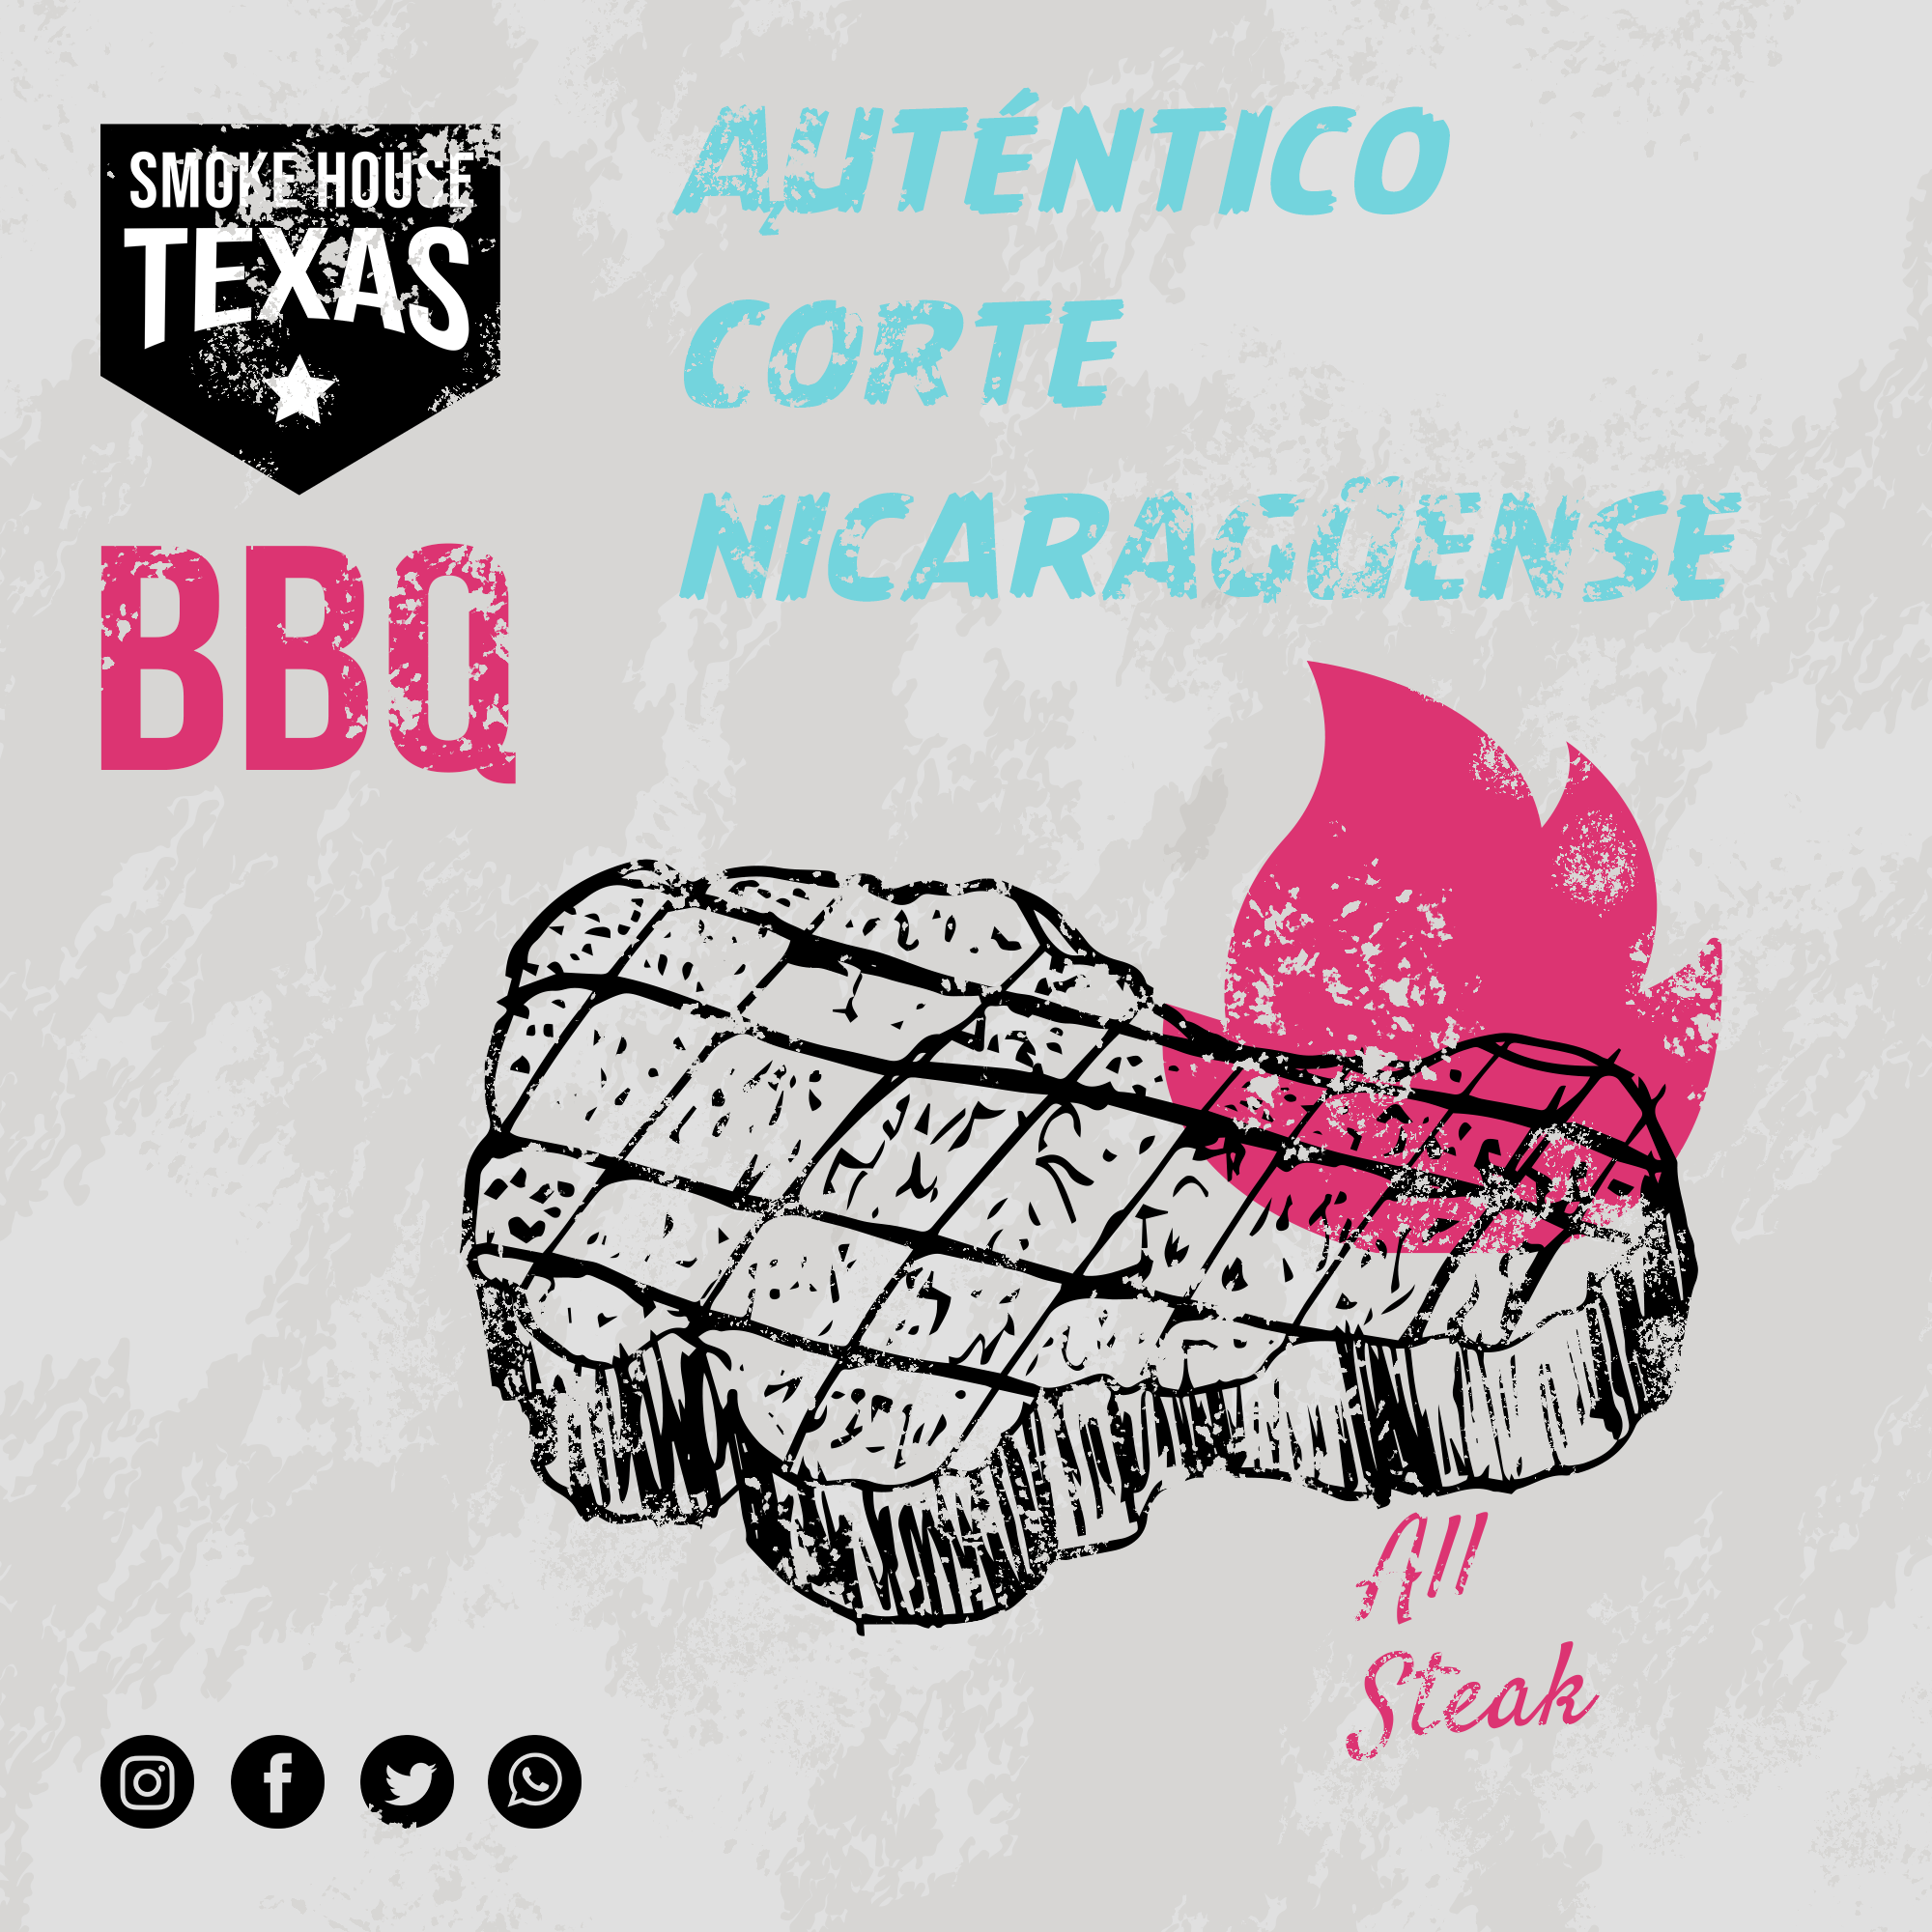 SMOKE HOUSE
TEXAS
BBQ
AUTÉNTICO
CORTE
NICARAGÜENSE
All
Steak